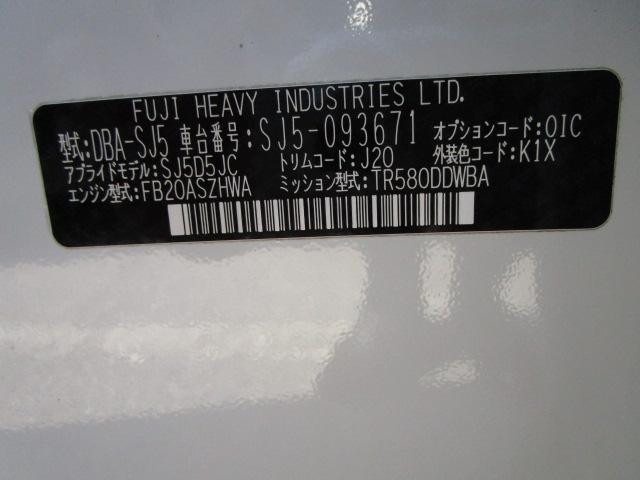 FUJI HEAVY INDUSTRIES LTD.
型式:DBA-SJ5 車台番号:SJ5-093671 オプションコード:OIC
アプライドモデル:SJ5D5JC トリムコード:J20 外装色コード:K1X
エンジン型式:FB20ASZHWA ミッション型式:TR580DDWBA